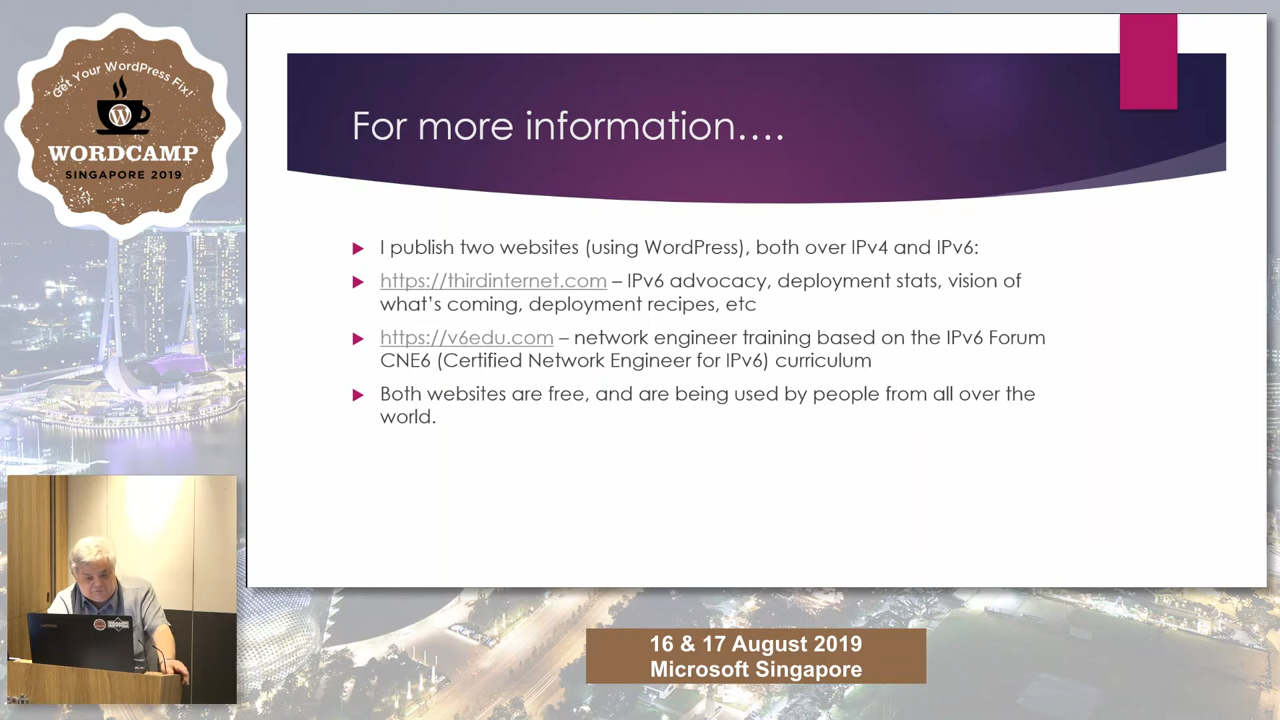 Get Your WordPress Fix!
WORDCAMP
SINGAPORE 2019
For more information....
I publish two websites (using WordPress), both over IPv4 and IPv6:
https://thirdinternet.com – IPv6 advocacy, deployment stats, vision of
what's coming, deployment recipes, etc
https://v6edu.com – network engineer training based on the IPv6 Forum
CNE6 (Certified Network Engineer for IPv6) curriculum
Both websites are free, and are being used by people from all over the
world.
16 & 17 August 2019
Microsoft Singapore